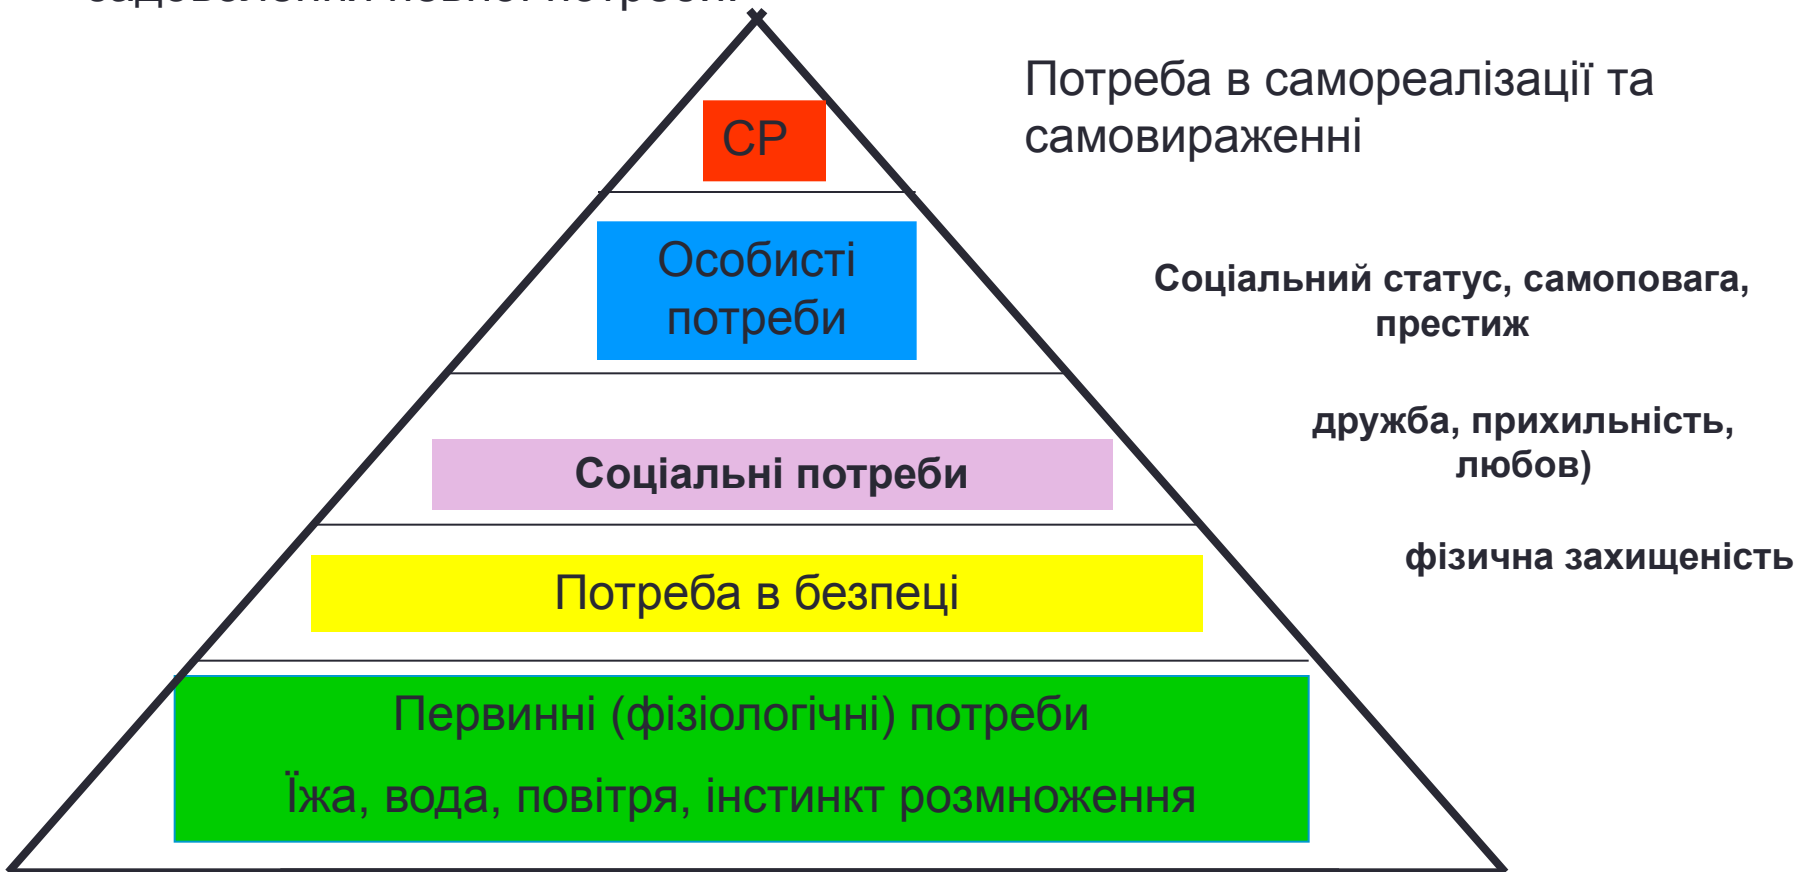 Потреба в самореалізації та
самовираженні
СР
Особисті
потреби
Соціальний статус, самоповага,
престиж
дружба, прихильність,
любов)
Соціальні потреби
фізична захищеність
Потреба в безпеці
Первинні (фізіологічні) потреби
Їжа, вода, повітря, інстинкт розмноження